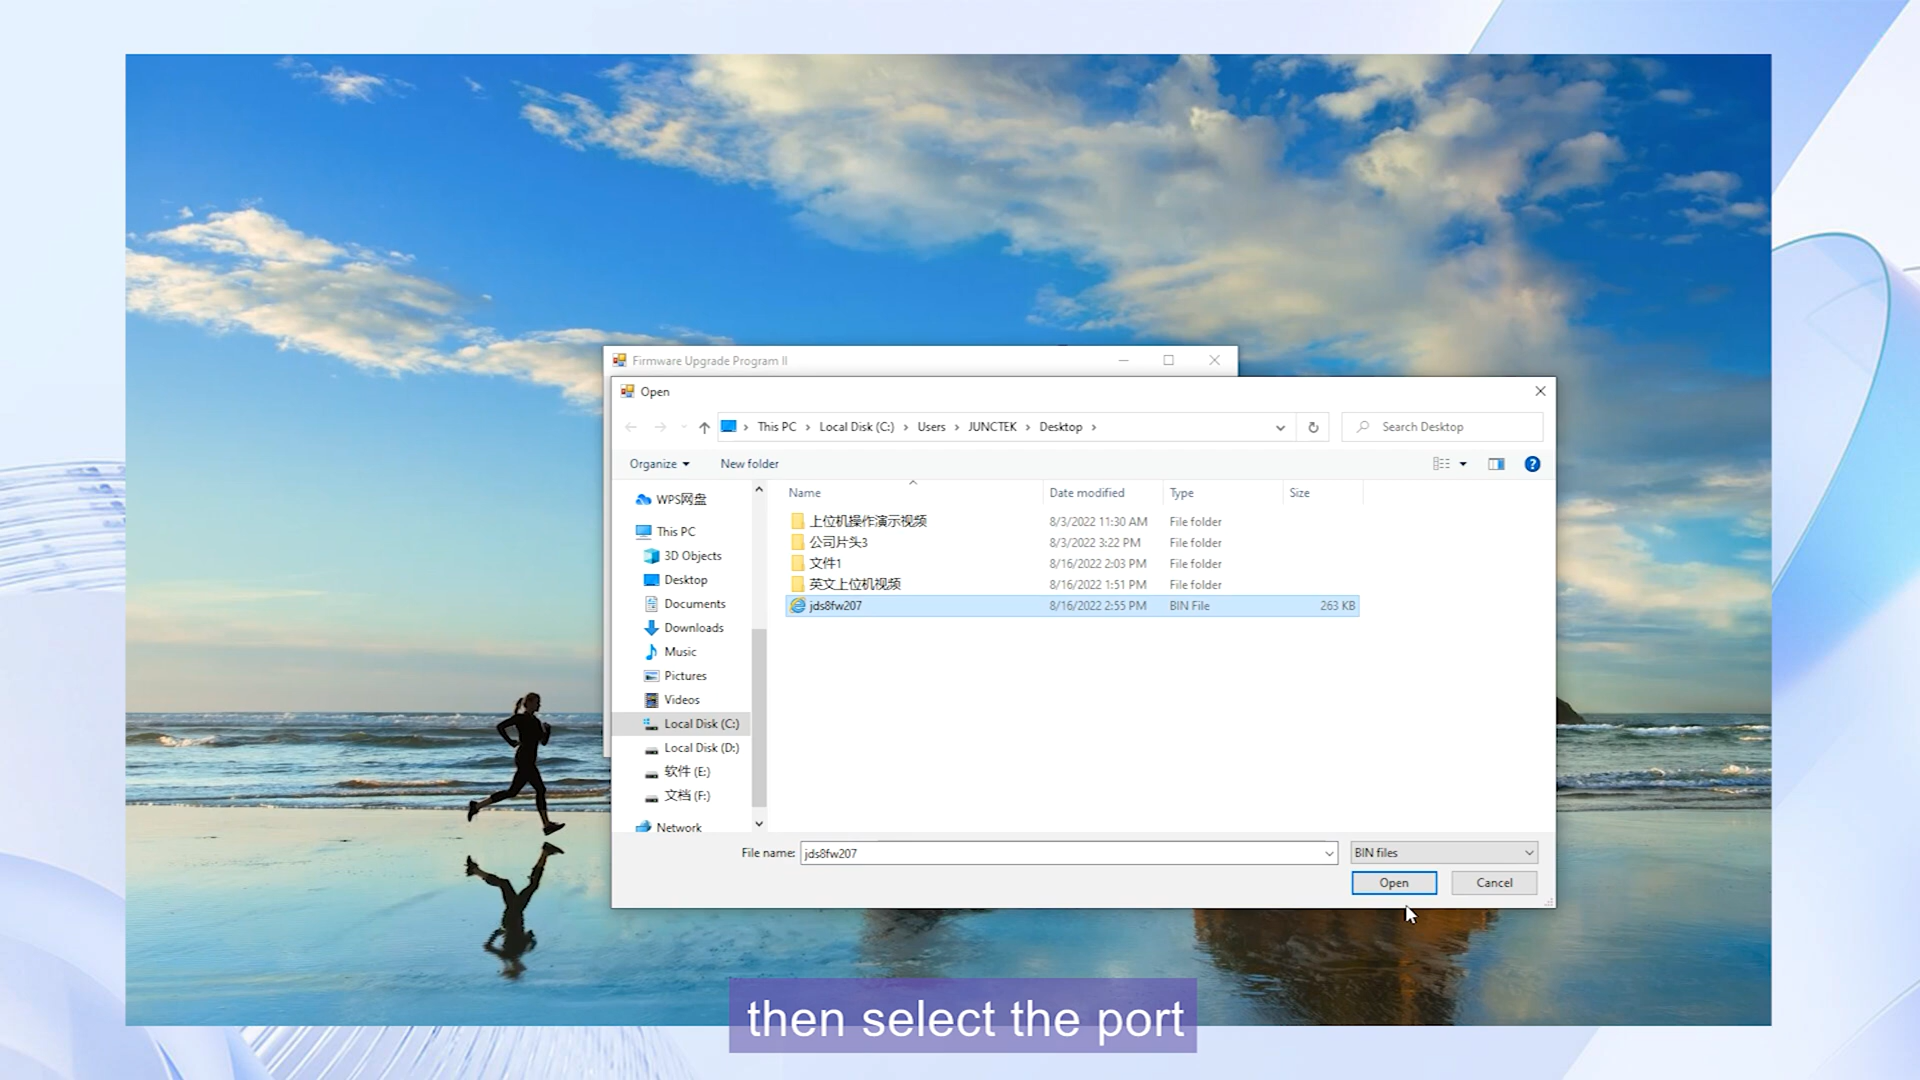 Firmware Upgrade Program II
Open
This PC > Local Disk (C:) > Users > JUNCTEK > Desktop >
Search Desktop
Organize
New folder
WPS网盘
This PC
3D Objects
Desktop
Documents
Downloads
Music
Pictures
Videos
Local Disk (C:)
Local Disk (D:)
软件 (E:)
文档 (F:)
Network
Name Date modified Type Size
上位机操作演示视频 8/3/2022 11:30 AM File folder
公司片头3 8/3/2022 3:22 PM File folder
文件1 8/16/2022 2:03 PM File folder
英文上位机视频 8/16/2022 1:51 PM File folder
jds8fw207 8/16/2022 2:55 PM BIN File 263 KB
File name: jds8fw207
BIN files
Open
Cancel
then select the port